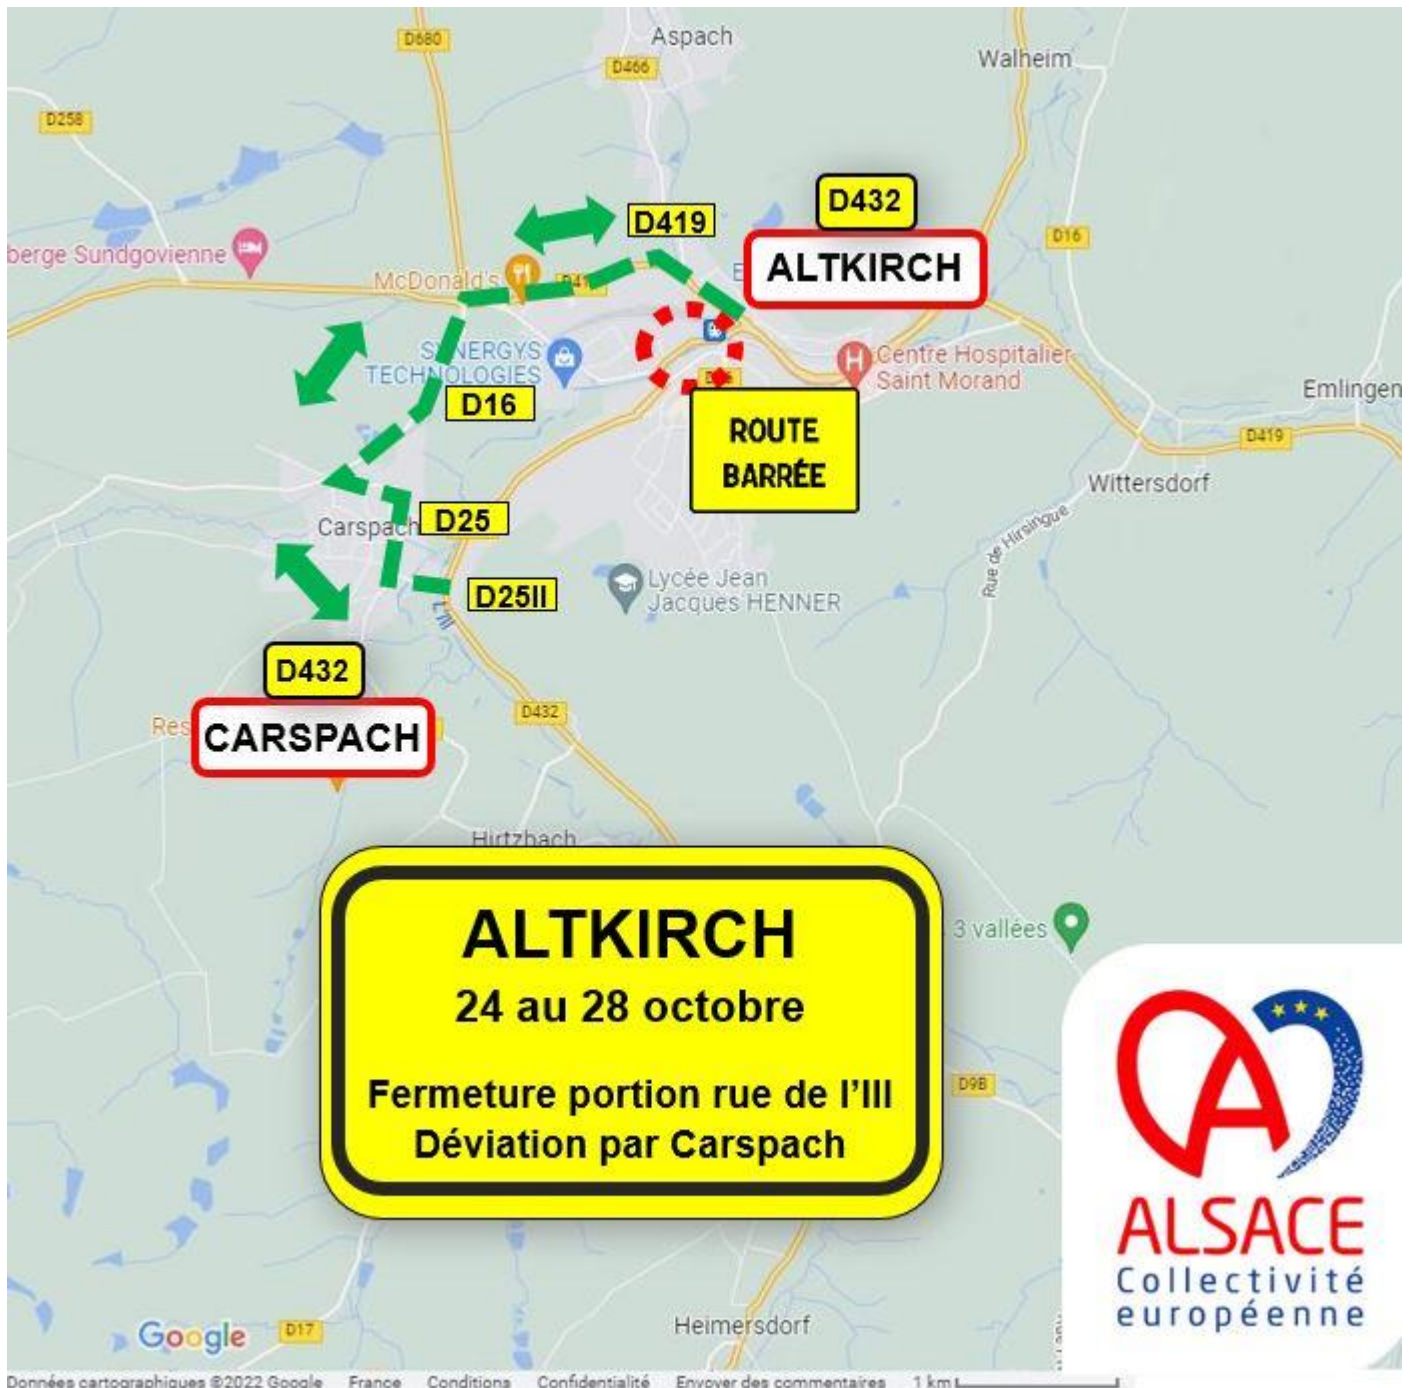 D680
Aspach
D466
Walheim
D258
D432
D419
ALTKIRCH
D16
berge Sundgovienne
McDonald's
SYNERGYS
TECHNOLOGIES
Centre Hospitalier
Saint Morand
Emlingen
D16
ROUTE
BARRÉE
D419
Wittersdorf
Carspach
D25
Rue de Hirsingue
Lycée Jean
Jacques HENNER
D25II
L'Ill
D432
D432
Res
CARSPACH
Hirtzbach
ALTKIRCH
24 au 28 octobre
Fermeture portion rue de l'Ill
Déviation par Carspach
3 vallées
D9B
ALSACE
Collectivité
européenne
Heimersdorf
Google
D17
Données cartographiques ©2022 Google France Conditions Confidentialité Envoyer des commentaires 1 km